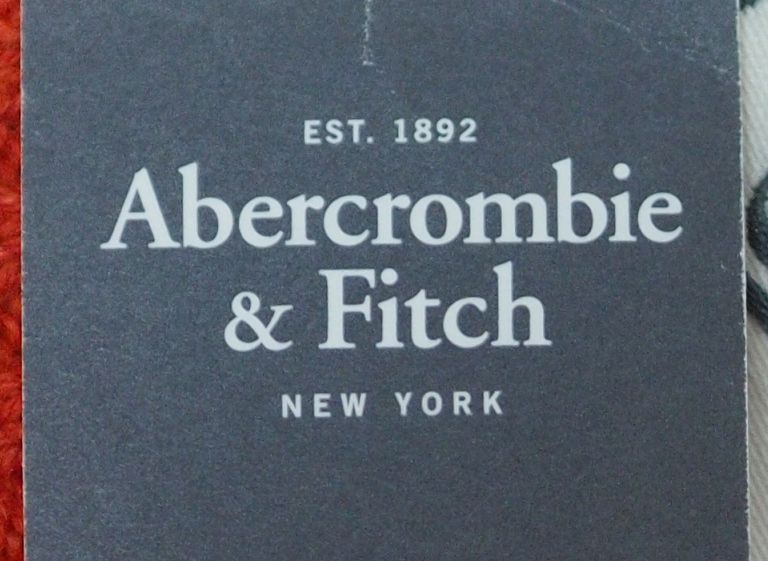 EST. 1892
Abercrombie
& Fitch
NEW YORK